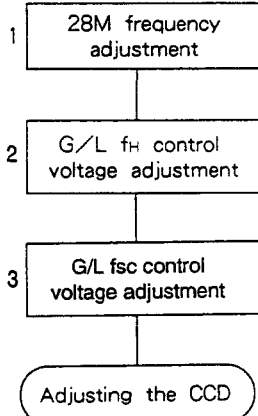 1
28M frequency
adjustment
2
G/L fH control
voltage adjustment
3
G/L fsc control
voltage adjustment
Adjusting the CCD